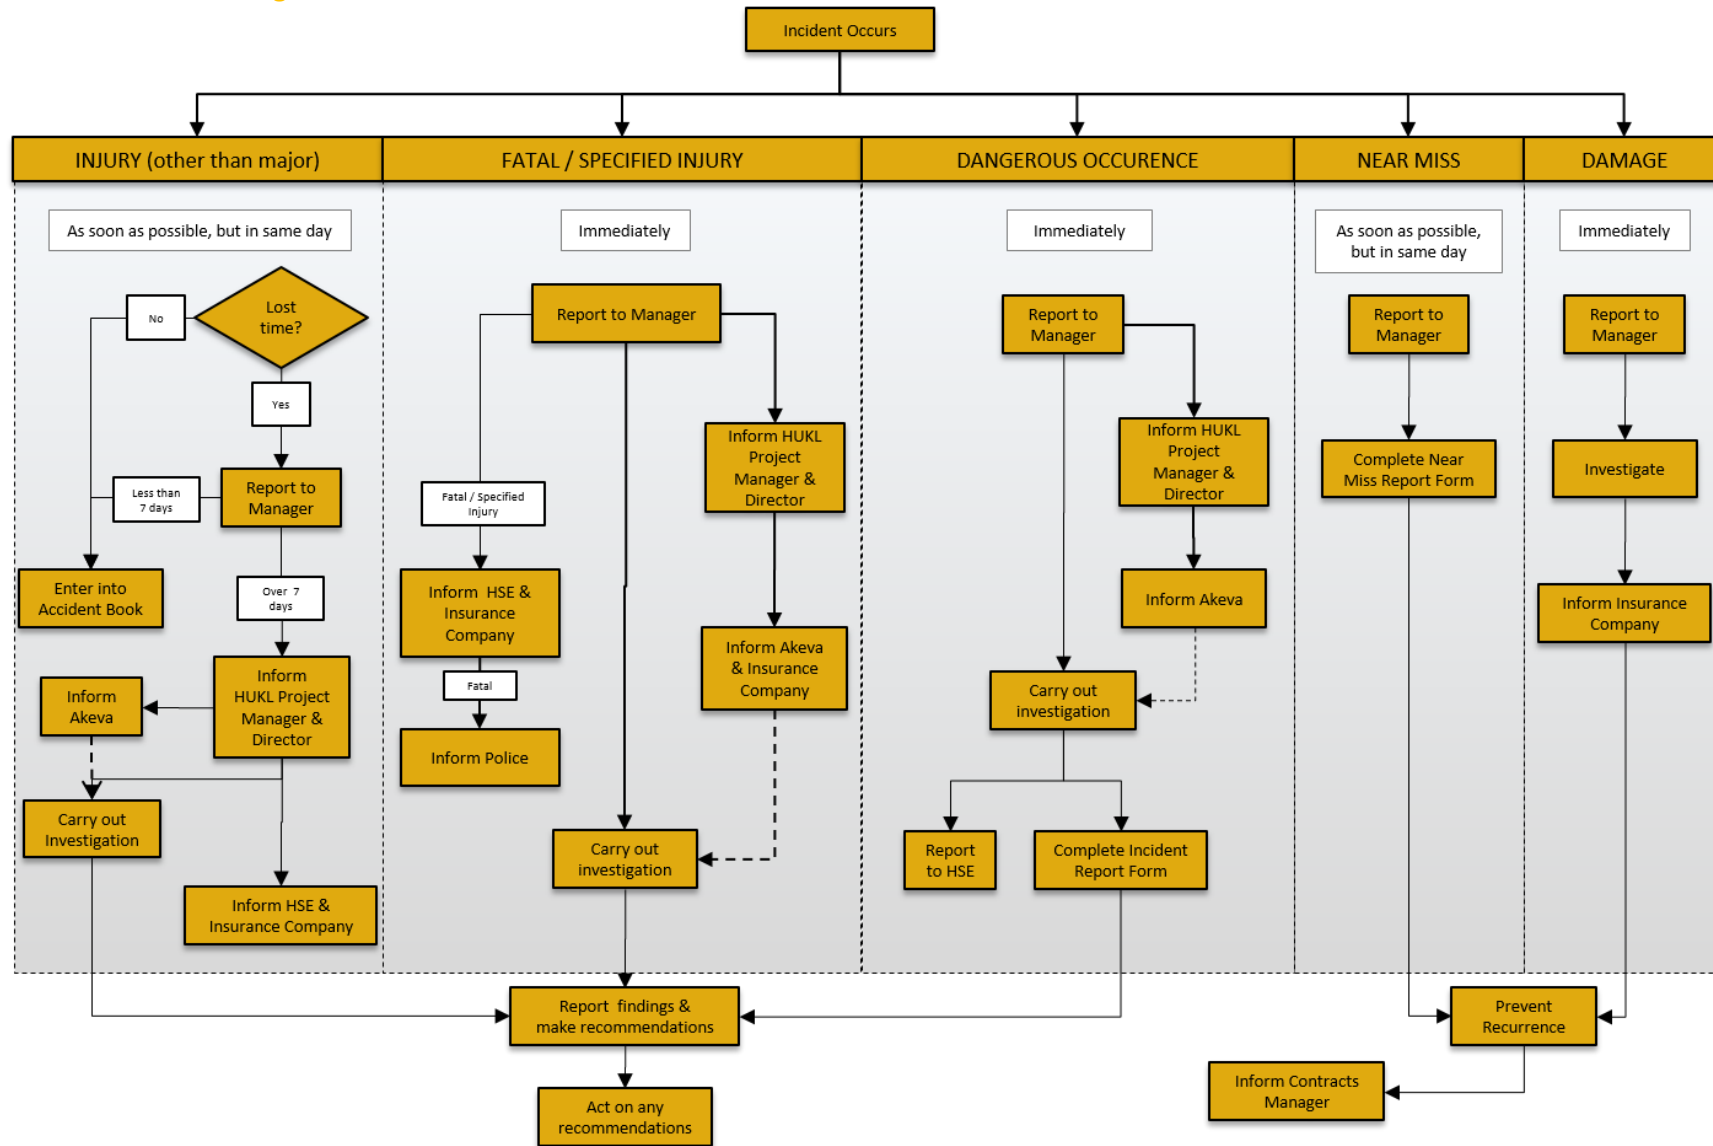 Incident Occurs
INJURY (other than major)
FATAL / SPECIFIED INJURY
DANGEROUS OCCURENCE
NEAR MISS
DAMAGE
As soon as possible, but in same day
Lost
time?
No
Yes
Report to
Manager
Less than
7 days
Enter into
Accident Book
Over 7
days
Inform
HUKL Project
Manager &
Director
Inform
Akeva
Carry out
Investigation
Inform HSE &
Insurance Company
Immediately
Report to Manager
Fatal / Specified
Injury
Inform HSE &
Insurance
Company
Fatal
Inform Police
Inform HUKL
Project
Manager &
Director
Inform Akeva
& Insurance
Company
Carry out
investigation
Immediately
Report to
Manager
Inform HUKL
Project
Manager &
Director
Inform Akeva
Carry out
investigation
Report
to HSE
Complete Incident
Report Form
As soon as possible,
but in same day
Report to
Manager
Complete Near
Miss Report Form
Immediately
Report to
Manager
Investigate
Inform Insurance
Company
Report findings &
make recommendations
Act on any
recommendations
Prevent
Recurrence
Inform Contracts
Manager